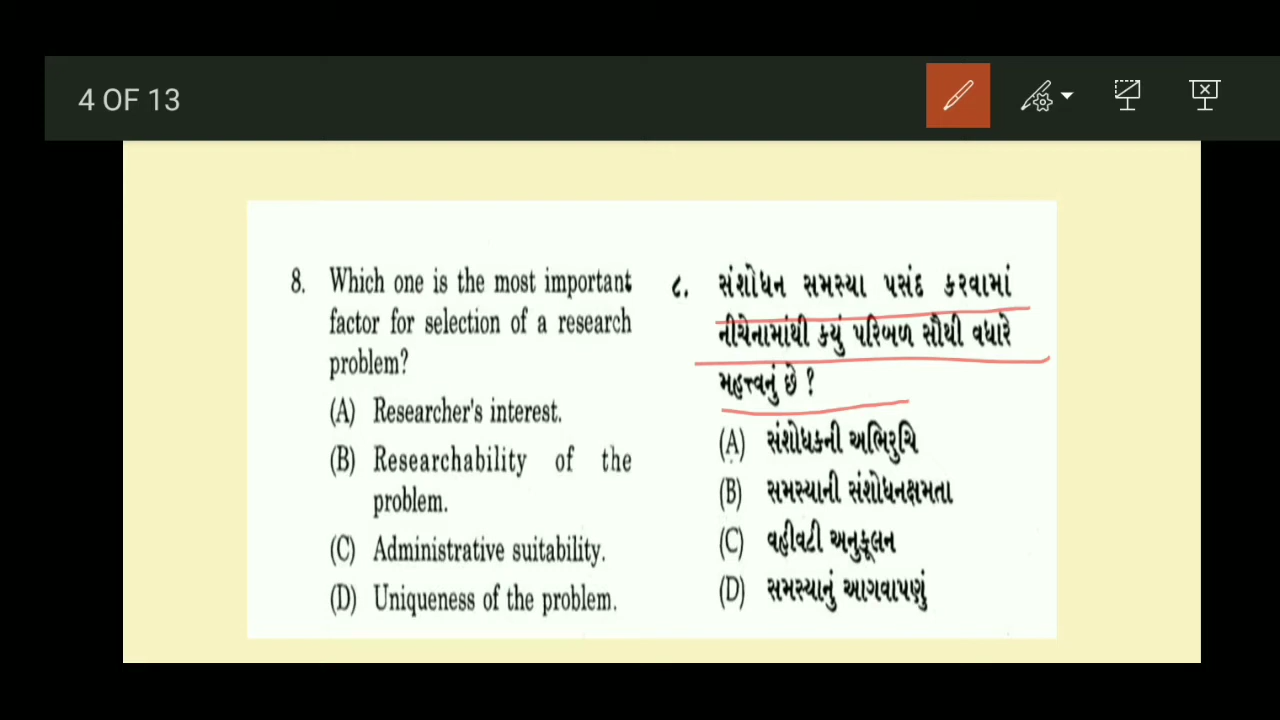 4 OF 13
8. Which one is the most important
factor for selection of a research
problem?
(A) Researcher's interest.
(B) Researchability of the
problem.
(C) Administrative suitability.
(D) Uniqueness of the problem.
૮. સંશોધન સમસ્યા પસંદ કરવામાં
નીચેનામાંથી કયું પરિબળ સૌથી વધારે
મહત્ત્વનું છે ?
(A) સંશોધકની અભિરુચિ
(B) સમસ્યાની સંશોધનક્ષમતા
(C) વહીવટી અનુકૂલન
(D) સમસ્યાનું આગવાપણું